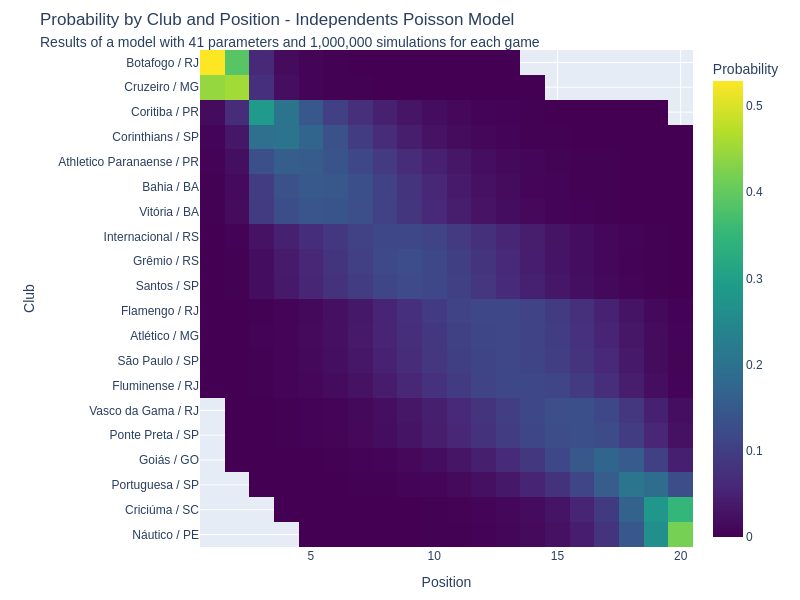 Probability by Club and Position - Independents Poisson Model
Results of a model with 41 parameters and 1,000,000 simulations for each game
Probability
Botafogo / RJ
Cruzeiro / MG
Coritiba / PR
Corinthians / SP
Athletico Paranaense / PR
Bahia / BA
Vitória / BA
Internacional / RS
Grêmio / RS
Santos / SP
Flamengo / RJ
Atlético / MG
São Paulo / SP
Fluminense / RJ
Vasco da Gama / RJ
Ponte Preta / SP
Goiás / GO
Portuguesa / SP
Criciúma / SC
Náutico / PE
Club
5
10
15
20
Position
0.5
0.4
0.3
0.2
0.1
0